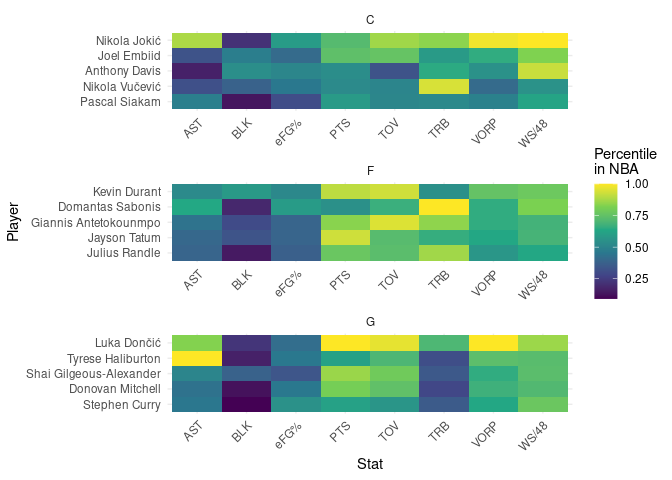 C
Nikola Jokić
Joel Embiid
Anthony Davis
Nikola Vučević
Pascal Siakam
AST BLK eFG% PTS TOV TRB VORP WS/48
Percentile
in NBA
1.00
0.75
0.50
0.25
Player
F
Kevin Durant
Domantas Sabonis
Giannis Antetokounmpo
Jayson Tatum
Julius Randle
AST BLK eFG% PTS TOV TRB VORP WS/48
G
Luka Dončić
Tyrese Haliburton
Shai Gilgeous-Alexander
Donovan Mitchell
Stephen Curry
AST BLK eFG% PTS TOV TRB VORP WS/48
Stat